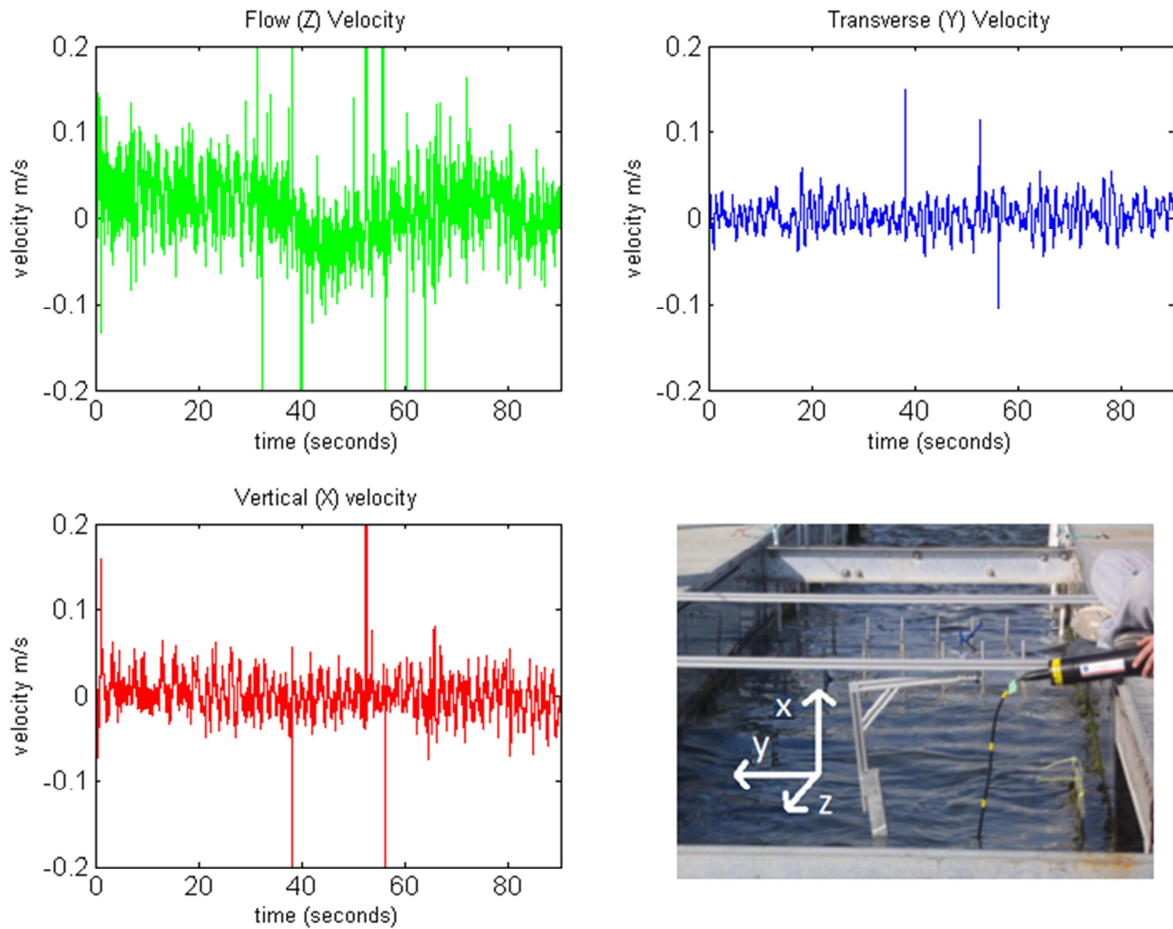 Flow (Z) Velocity
0.2
0.1
0
-0.1
-0.2
velocity m/s
0 20 40 60 80
time (seconds)
Transverse (Y) Velocity
0.2
0.1
0
-0.1
-0.2
velocity m/s
0 20 40 60 80
time (seconds)
Vertical (X) velocity
0.2
0.1
0
-0.1
-0.2
velocity m/s
0 20 40 60 80
time (seconds)
x
y
z